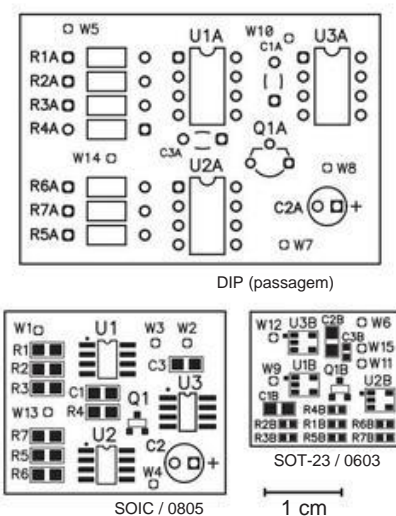 W5
R1A
U1A
W10
C1A
U3A
R2A
R3A
R4A
C3A
Q1A
W14
U2A
W8
R6A
R7A
C2A +
R5A
W7
DIP (passagem)
W1
U1
W3 W2
R1
R2
C3
R3
C1
U3
W13
R4
Q1
R7
U2
C2
R5
+
R6
W4
SOIC / 0805
W12 U3B C2B W6
C3B
W15
W11
W9 U1B Q1B
U2B
C1B
R4B
R2B R1B R6B
R3B R5B R7B
SOT-23 / 0603
1 cm